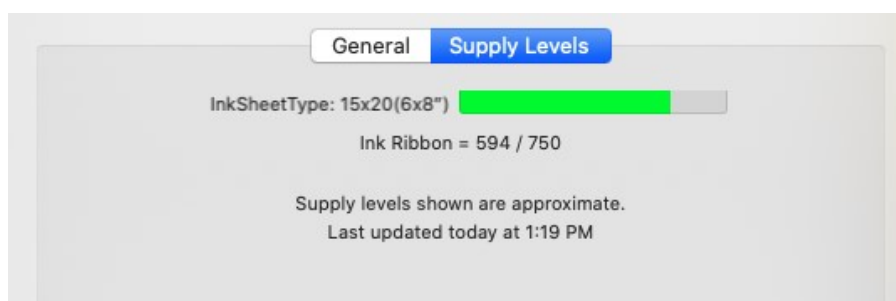 General Supply Levels
InkSheetType: 15x20(6x8")
Ink Ribbon = 594 / 750
Supply levels shown are approximate.
Last updated today at 1:19 PM